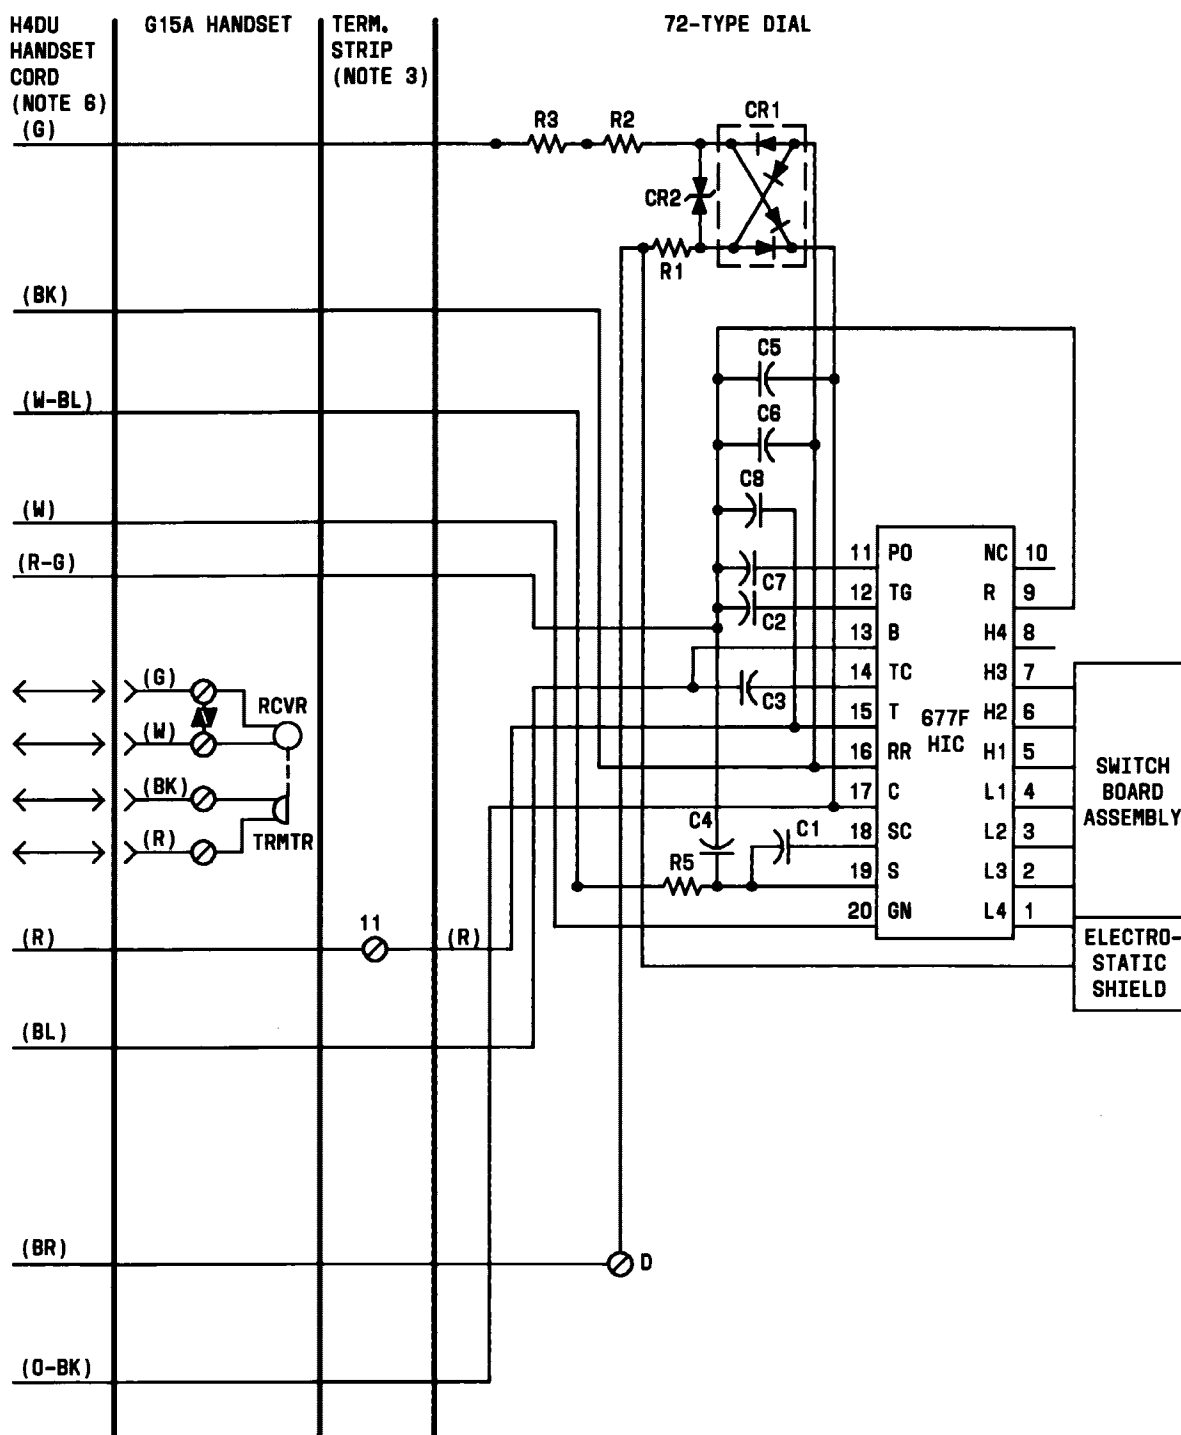 H4DU
HANDSET
CORD
(NOTE 6)
G15A HANDSET
TERM.
STRIP
(NOTE 3)
72-TYPE DIAL
(G)
R3
R2
CR1
CR2
R1
(BK)
C5
(W-BL)
C6
C8
(W)
(R-G)
11 PO NC 10
C7
12 TG R 9
C2
13 B H4 8
14 TC H3 7
C3
15 T H2 6
677F
HIC
16 RR H1 5
17 C L1 4
C4
C1
18 SC L2 3
R5
19 S L3 2
20 GN L4 1
SWITCH
BOARD
ASSEMBLY
ELECTRO-
STATIC
SHIELD
(G)
RCVR
(W)
(BK)
(R)
TRMTR
(R)
11
(R)
(BL)
(BR)
D
(O-BK)